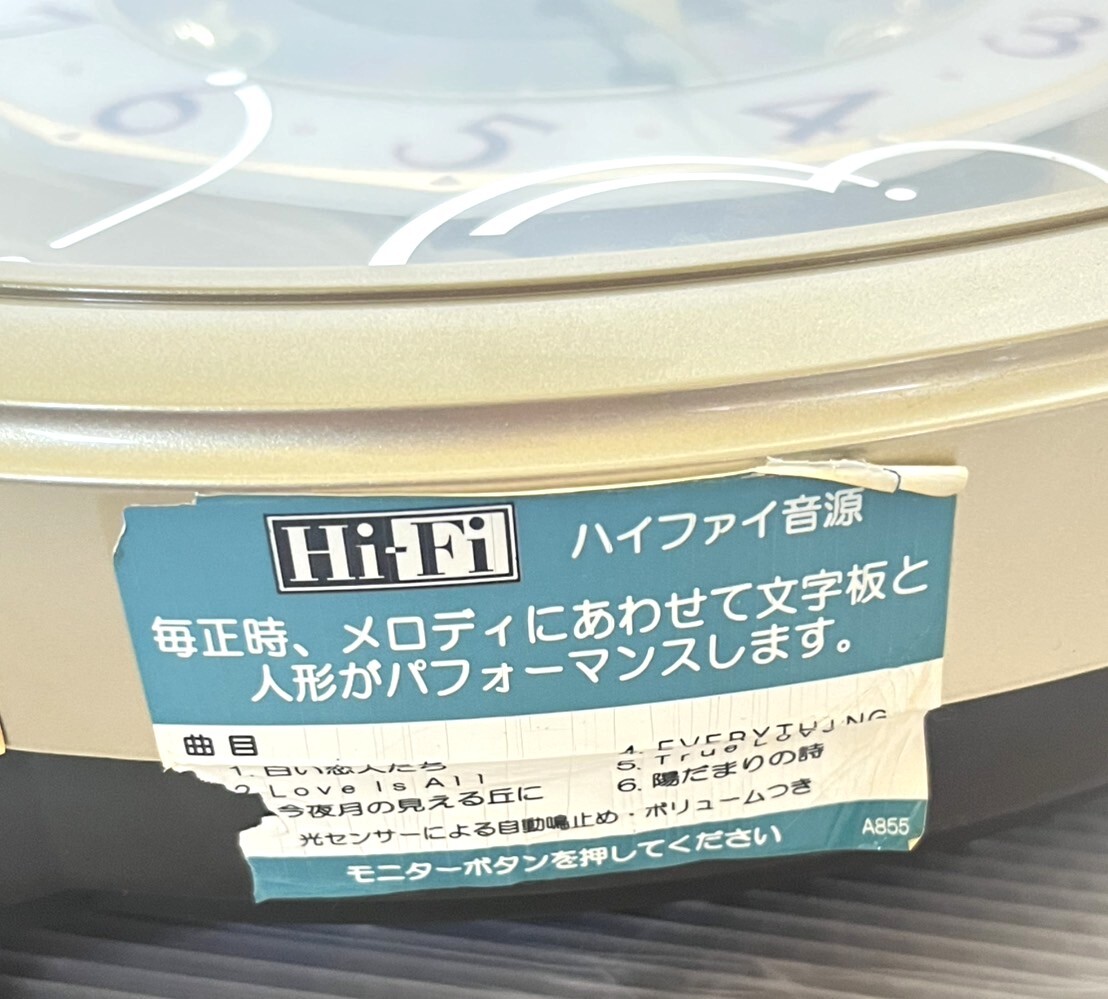 6 5 4 3
Hi-Fi ハイファイ音源
毎正時、メロディにあわせて文字板と
人形がパフォーマンスします。
曲目
1. 白い恋人たち
2. Love Is All
今夜月の見える丘に
4. EVERYTHING
5. True Love
6. 陽だまりの詩
光センサーによる自動鳴止め・ボリュームつき
モニターボタンを押してください
A855